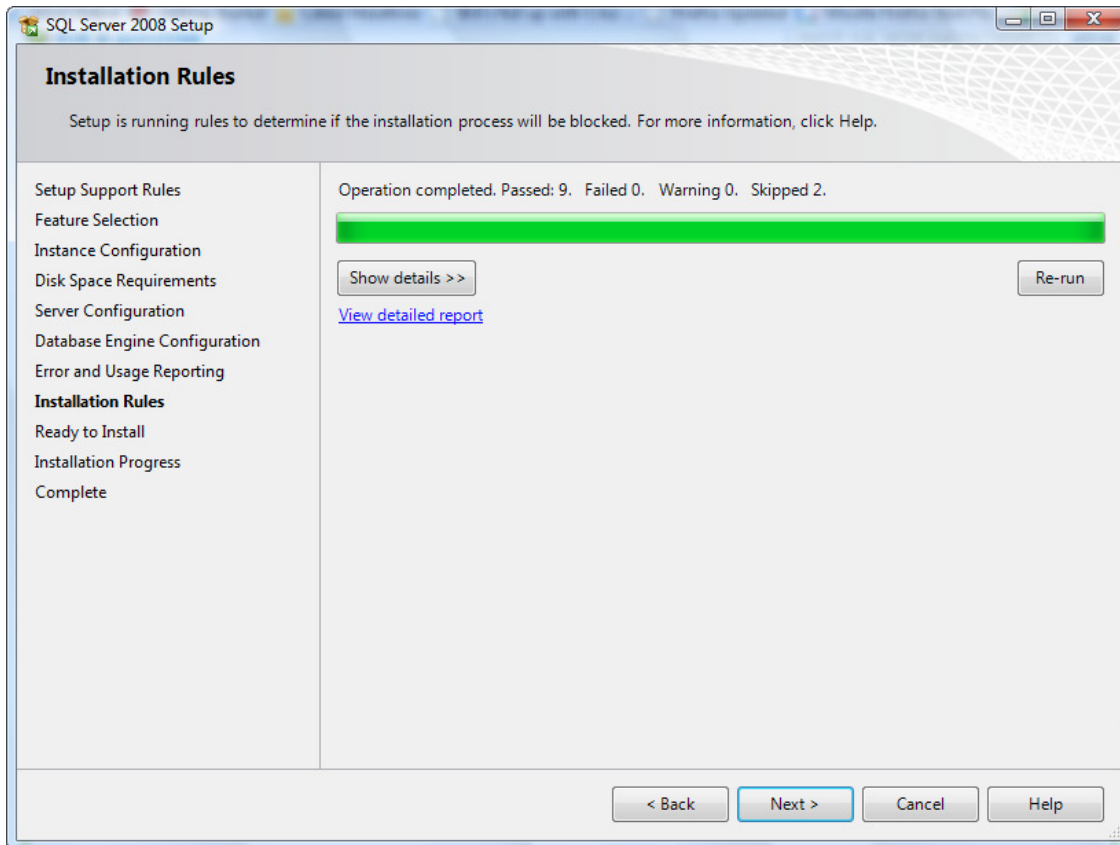 SQL Server 2008 Setup
Installation Rules
Setup is running rules to determine if the installation process will be blocked. For more information, click Help.
Setup Support Rules
Feature Selection
Instance Configuration
Disk Space Requirements
Server Configuration
Database Engine Configuration
Error and Usage Reporting
Installation Rules
Ready to Install
Installation Progress
Complete
Operation completed. Passed: 9. Failed 0. Warning 0. Skipped 2.
Show details >>
Re-run
View detailed report
< Back
Next >
Cancel
Help